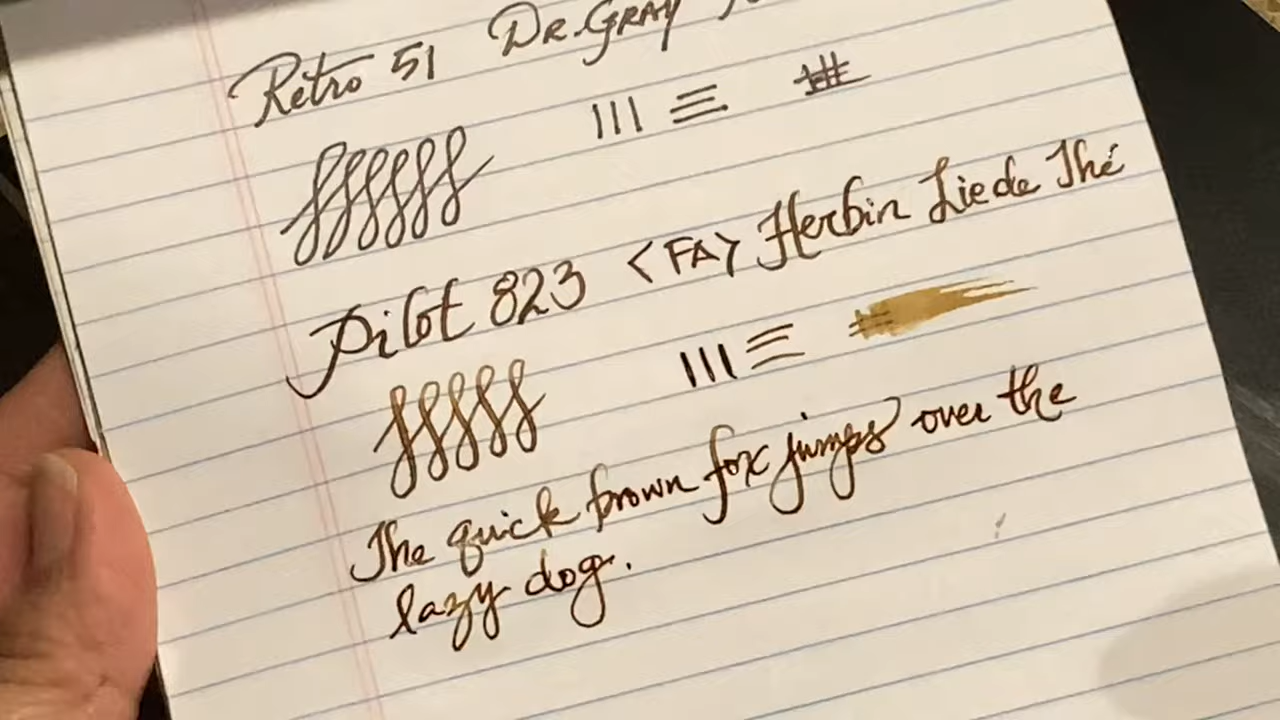 Retro 51 Dr. Gray
Pilot 823 <FA> Herbin Lie de Thé
The quick brown fox jumps over the
lazy dog.